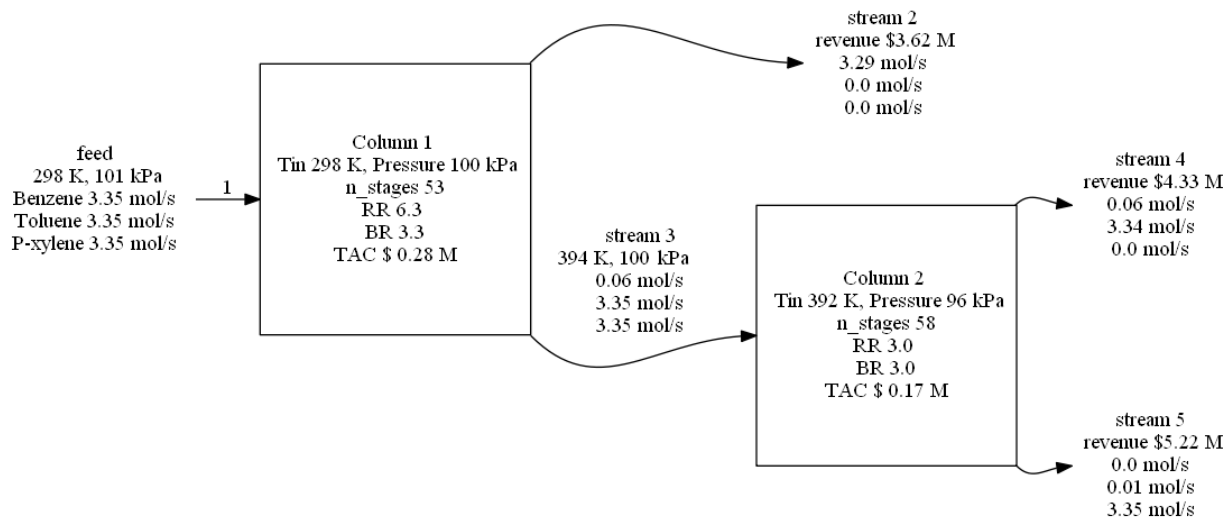 feed
298 K, 101 kPa
Benzene 3.35 mol/s
Toluene 3.35 mol/s
P-xylene 3.35 mol/s
1
Column 1
Tin 298 K, Pressure 100 kPa
n_stages 53
RR 6.3
BR 3.3
TAC $ 0.28 M
stream 2
revenue $3.62 M
3.29 mol/s
0.0 mol/s
0.0 mol/s
stream 3
394 K, 100 kPa
0.06 mol/s
3.35 mol/s
3.35 mol/s
Column 2
Tin 392 K, Pressure 96 kPa
n_stages 58
RR 3.0
BR 3.0
TAC $ 0.17 M
stream 4
revenue $4.33 M
0.06 mol/s
3.34 mol/s
0.0 mol/s
stream 5
revenue $5.22 M
0.0 mol/s
0.01 mol/s
3.35 mol/s